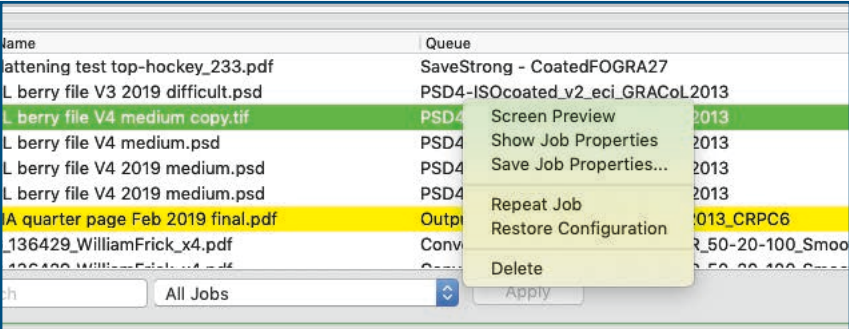 Name Queue
lattening test top-hockey_233.pdf SaveStrong - CoatedFOGRA27
L berry file V3 2019 difficult.psd PSD4-ISOcoated_v2_eci_GRACoL2013
L berry file V4 medium copy.tif PSD4 Screen Preview 2013
L berry file V4 medium.psd PSD4 Show Job Properties 2013
L berry file V4 2019 medium.psd PSD4 Save Job Properties... 2013
L berry file V4 2019 medium.psd PSD4 Repeat Job 2013
IA quarter page Feb 2019 final.pdf Outpu Restore Configuration 2013_CRPC6
_136429_WilliamFrick_x4.pdf Conv R_50-20-100_Smoo
Delete
ch All Jobs Apply